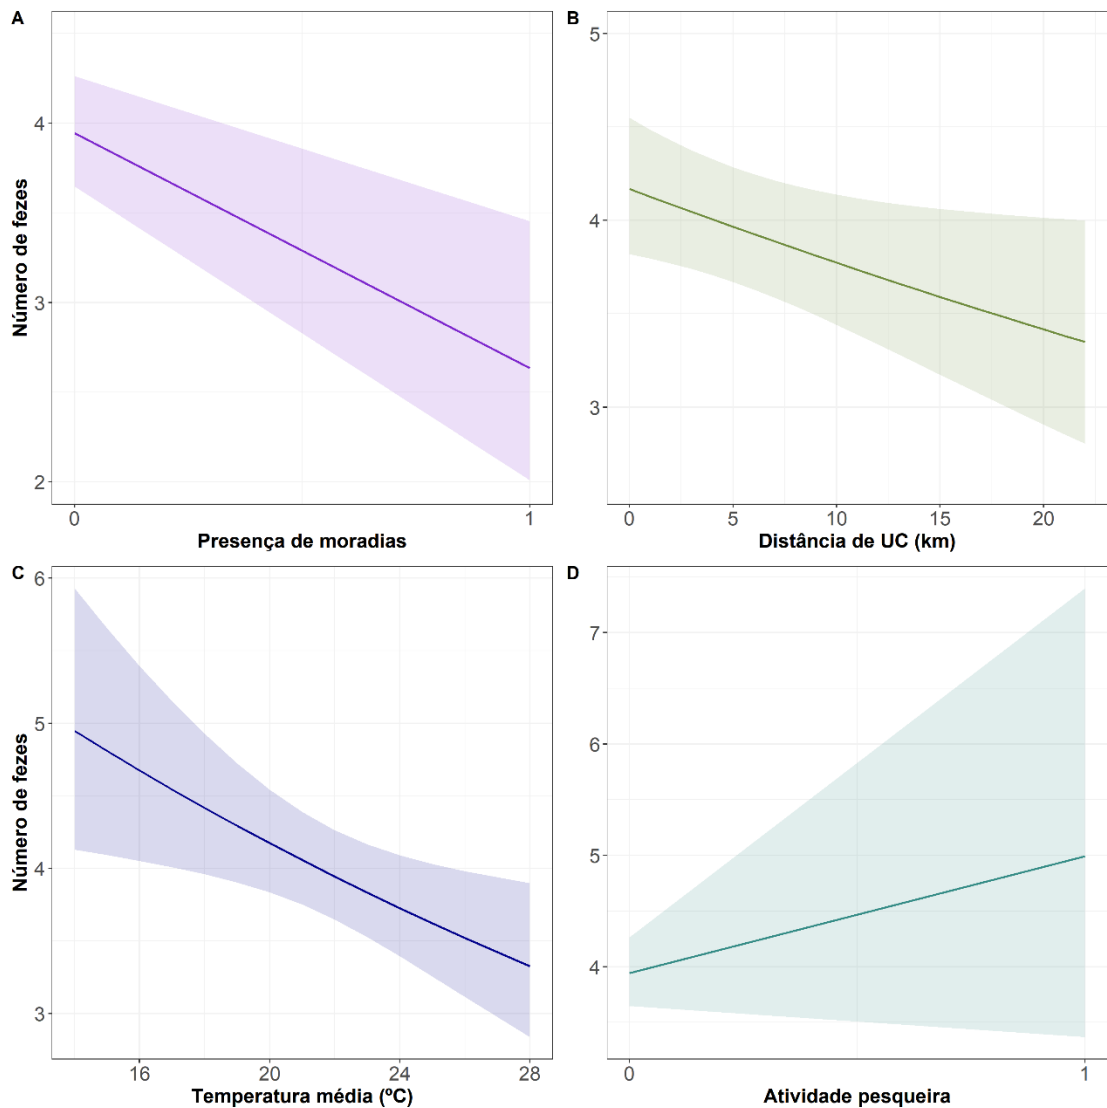 A
Número de fezes
4
3
2
0
1
Presença de moradias
B
5
4
3
0
5
10
15
20
Distância de UC (km)
C
Número de fezes
6
5
4
3
16
20
24
28
Temperatura média (ºC)
D
7
6
5
4
0
1
Atividade pesqueira